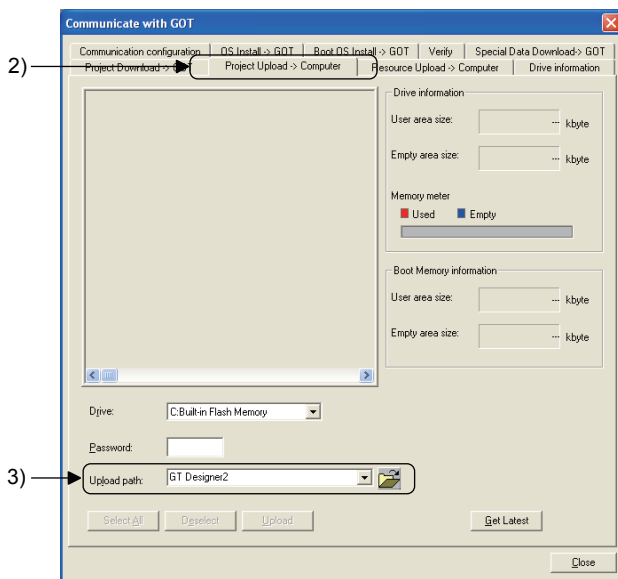 Communicate with GOT
Communication configuration OS Install -> GOT Boot OS Install -> GOT Verify Special Data Download-> GOT
2) Project Download -> Project Upload -> Computer Resource Upload -> Computer Drive information
Drive information
User area size: --- kbyte
Empty area size: --- kbyte
Memory meter
Used Empty
Boot Memory information
User area size: --- kbyte
Empty area size: --- kbyte
Drive: C:Built-in Flash Memory
Password:
3) Upload path: GT Designer2
Select All Deselect Upload Get Latest
Close